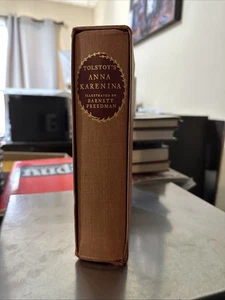 TOLSTOY'S
ANNA
KARENINA
ILLUSTRATED BY
BARNETT
FREEDMAN